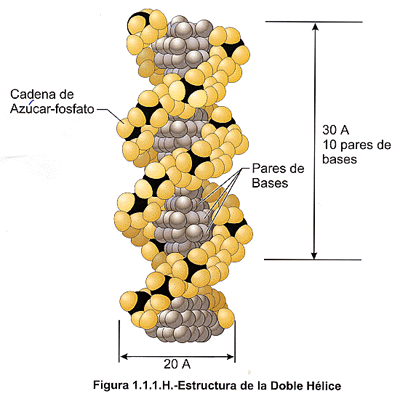 Cadena de
Azúcar-fosfato
30 A
10 pares de
bases
Pares de
Bases
20 A
Figura 1.1.1.H.-Estructura de la Doble Hélice